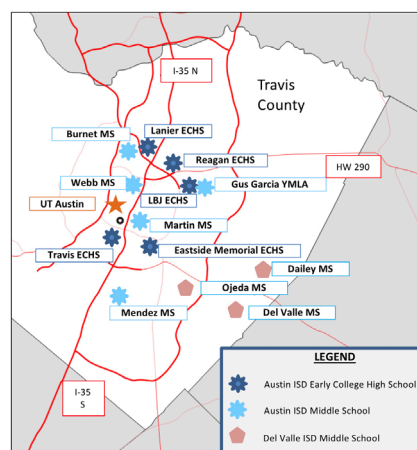 I-35 N
Travis
County
Burnet MS
Lanier ECHS
Reagan ECHS
HW 290
Webb MS
Gus Garcia YMLA
UT Austin
LBJ ECHS
Martin MS
Travis ECHS
Eastside Memorial ECHS
Dailey MS
Ojeda MS
Mendez MS
Del Valle MS
I-35
S
LEGEND
Austin ISD Early College High School
Austin ISD Middle School
Del Valle ISD Middle School